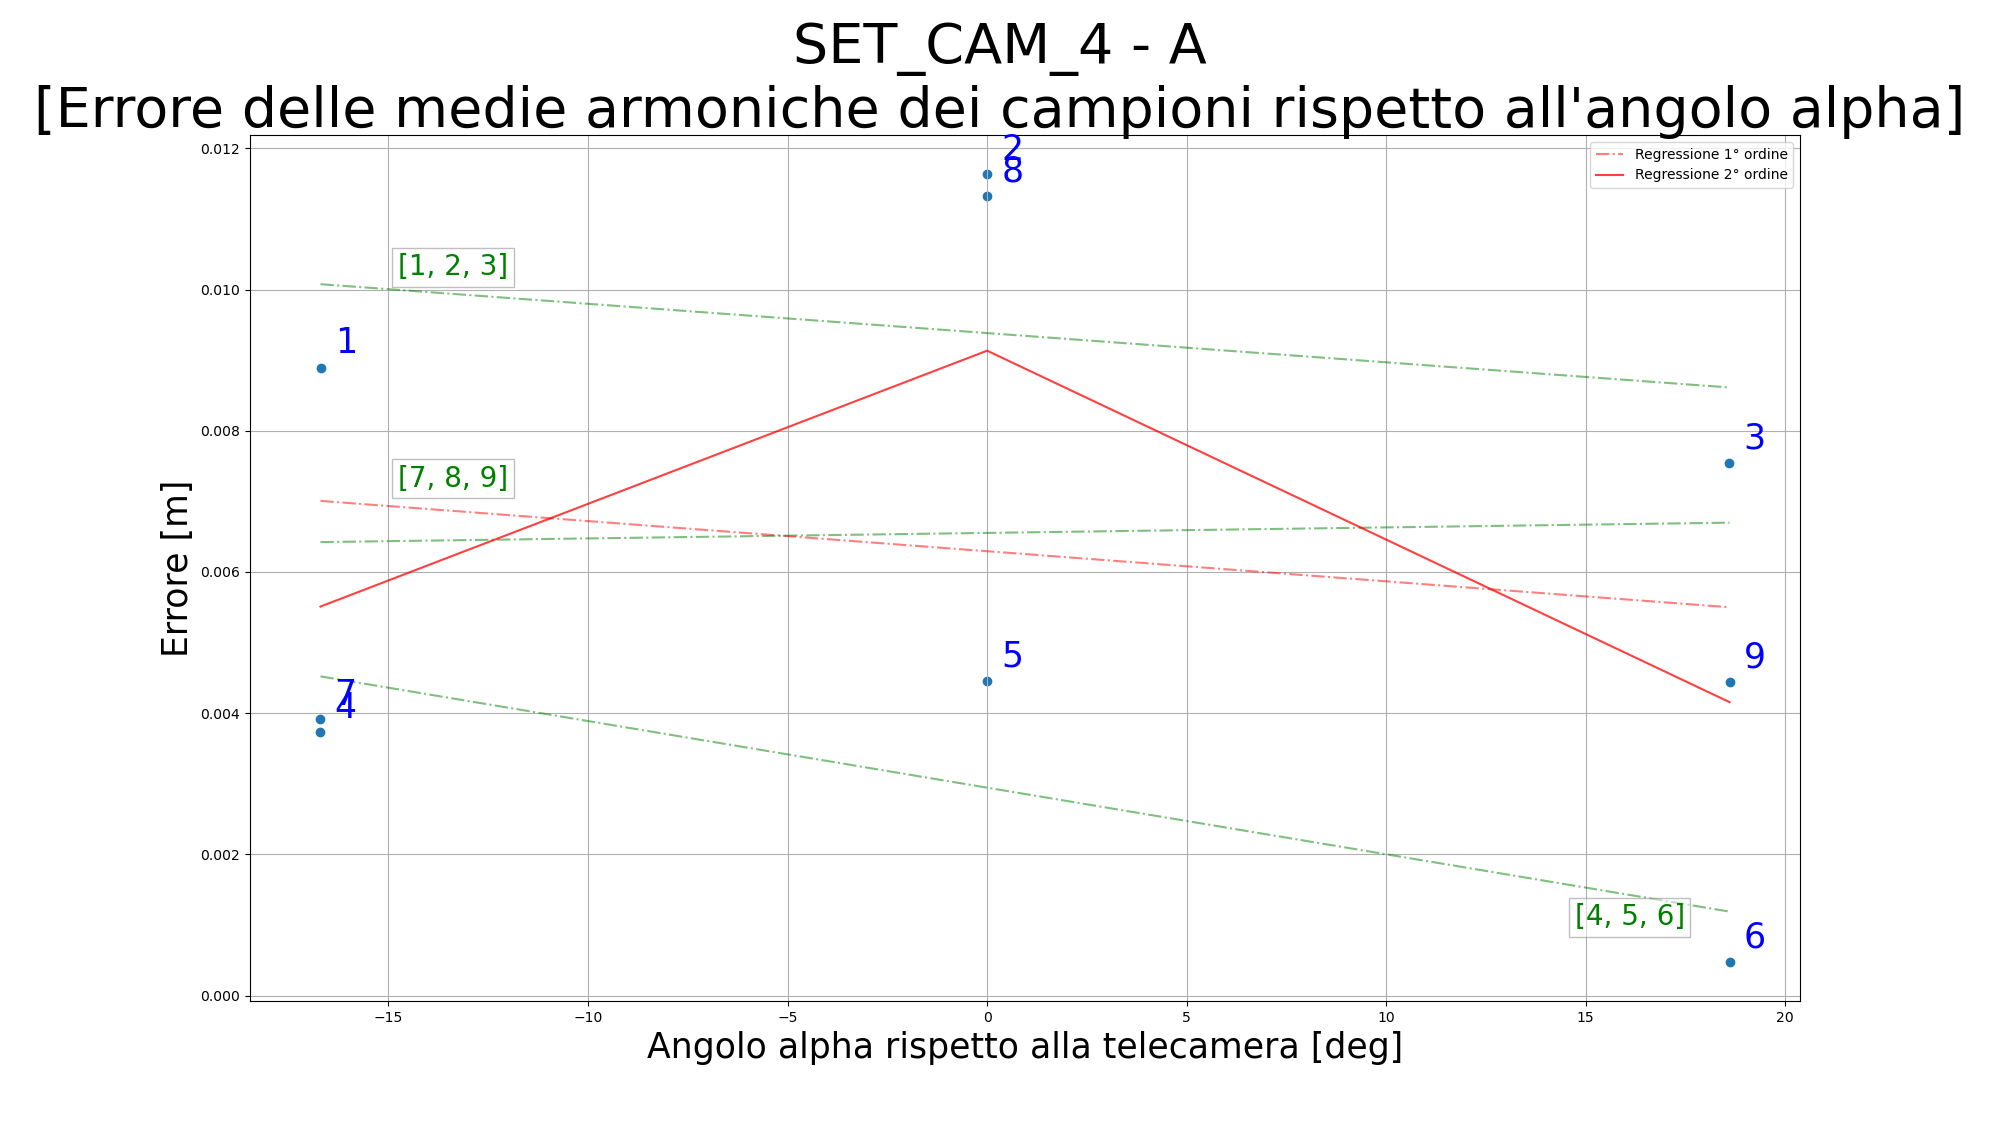 SET_CAM_4 - A
[Errore delle medie armoniche dei campioni rispetto all'angolo alpha]
Regressione 1° ordine
Regressione 2° ordine
0.012
0.010
0.008
0.006
0.004
0.002
0.000
Errore [m]
2
8
[1, 2, 3]
1
3
[7, 8, 9]
5
9
7
4
[4, 5, 6]
6
−15
−10
−5
0
5
10
15
20
Angolo alpha rispetto alla telecamera [deg]